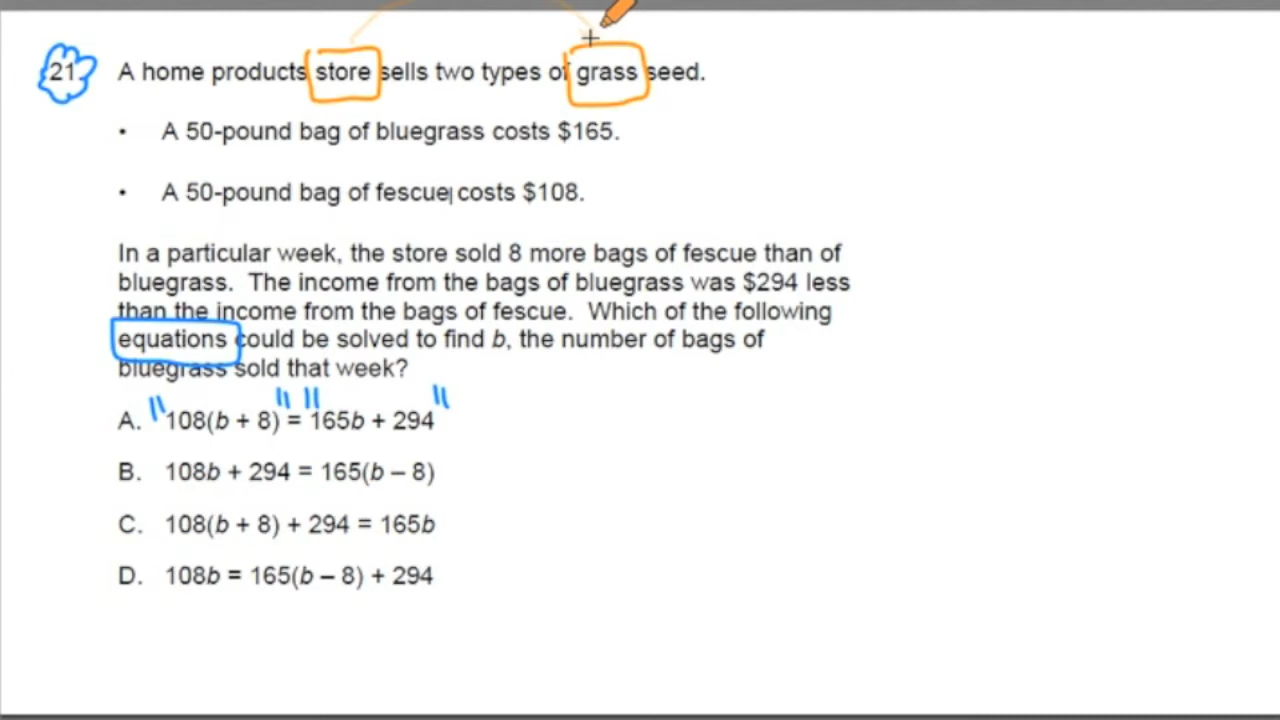 21 A home products store sells two types of grass seed.
• A 50-pound bag of bluegrass costs $165.
• A 50-pound bag of fescue costs $108.
In a particular week, the store sold 8 more bags of fescue than of
bluegrass. The income from the bags of bluegrass was $294 less
than the income from the bags of fescue. Which of the following
equations could be solved to find b, the number of bags of
bluegrass sold that week?
A. 108(b + 8) = 165b + 294
B. 108b + 294 = 165(b – 8)
C. 108(b + 8) + 294 = 165b
D. 108b = 165(b – 8) + 294